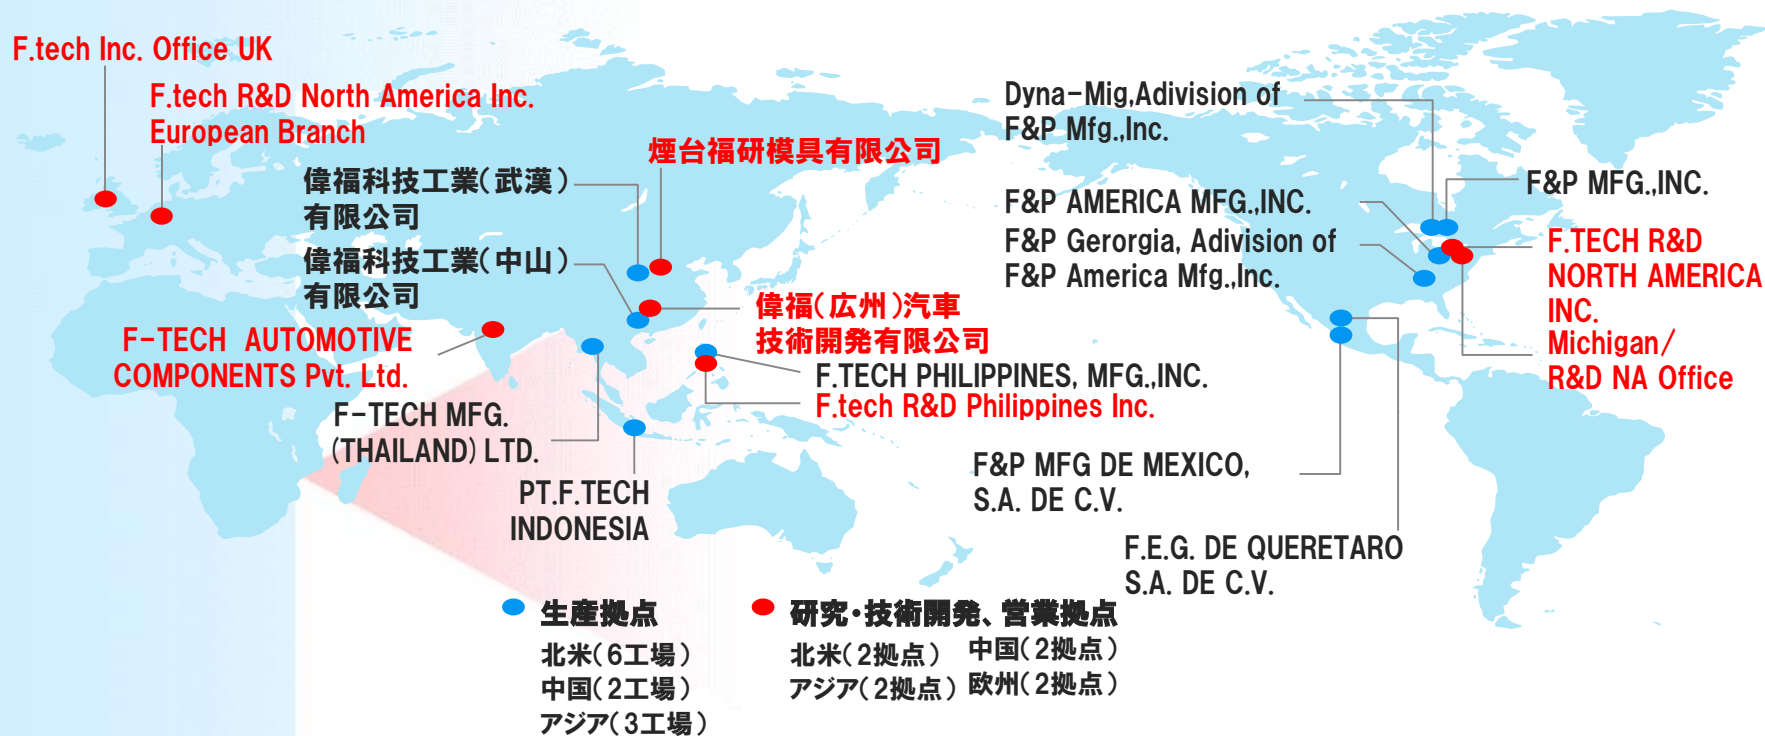 F.tech Inc. Office UK
F.tech R&D North America Inc.
European Branch
煙台福研模具有限公司
偉福科技工業(武漢)
有限公司
偉福科技工業(中山)
有限公司
偉福(広州)汽車
技術開発有限公司
F-TECH AUTOMOTIVE
COMPONENTS Pvt. Ltd.
F.TECH PHILIPPINES, MFG.,INC.
F.tech R&D Philippines Inc.
F-TECH MFG.
(THAILAND) LTD.
PT.F.TECH
INDONESIA
Dyna-Mig,Adivision of
F&P Mfg.,Inc.
F&P MFG.,INC.
F&P AMERICA MFG.,INC.
F&P Gerorgia, Adivision of
F&P America Mfg.,Inc.
F.TECH R&D
NORTH AMERICA
INC.
Michigan/
R&D NA Office
F&P MFG DE MEXICO,
S.A. DE C.V.
F.E.G. DE QUERETARO
S.A. DE C.V.
生産拠点
北米(6工場)
中国(2工場)
アジア(3工場)
研究・技術開発、営業拠点
北米(2拠点) 中国(2拠点)
アジア(2拠点) 欧州(2拠点)